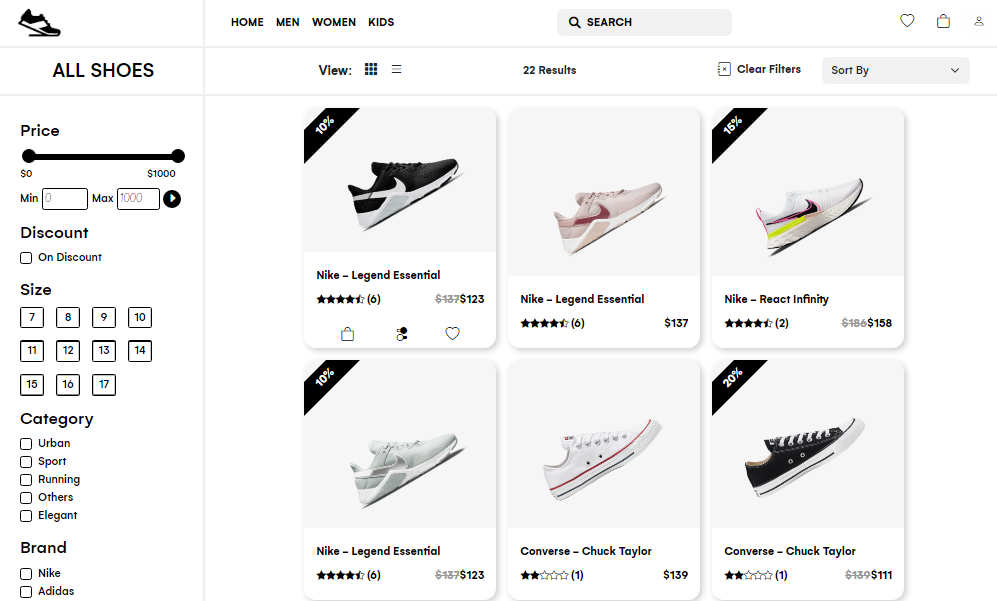 HOME MEN WOMEN KIDS SEARCH
ALL SHOES
View: 22 Results Clear Filters Sort By
Price
$0 $1000
Min 0 Max 1000
Discount
On Discount
Size
7 8 9 10
11 12 13 14
15 16 17
Category
Urban
Sport
Running
Others
Elegant
Brand
Nike
Adidas
10%
Nike – Legend Essential
(6) $137$123
Nike – Legend Essential
(6) $137
15%
Nike – React Infinity
(2) $186$158
10%
Nike – Legend Essential
(6) $137$123
Converse – Chuck Taylor
(1) $139
20%
Converse – Chuck Taylor
(1) $139$111